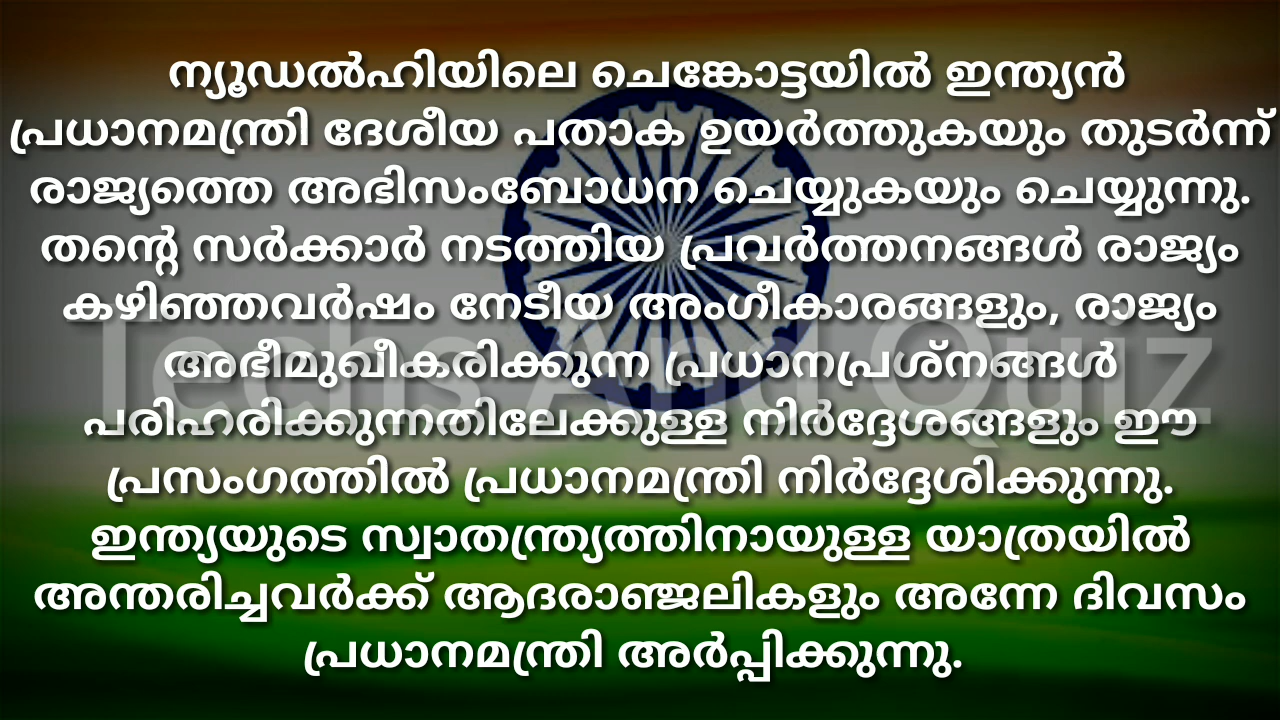 ന്യൂഡൽഹിയിലെ ചെങ്കോട്ടയിൽ ഇന്ത്യൻ
പ്രധാനമന്ത്രി ദേശീയ പതാക ഉയർത്തുകയും തുടർന്ന്
രാജ്യത്തെ അഭിസംബോധന ചെയ്യുകയും ചെയ്യുന്നു.
തന്റെ സർക്കാർ നടത്തിയ പ്രവർത്തനങ്ങൾ രാജ്യം
കഴിഞ്ഞവർഷം നേടീയ അംഗീകാരങ്ങളും, രാജ്യം
അഭീമുഖീകരിക്കുന്ന പ്രധാനപ്രശ്നങ്ങൾ
പരിഹരിക്കുന്നതിലേക്കുള്ള നിർദ്ദേശങ്ങളും ഈ
പ്രസംഗത്തിൽ പ്രധാനമന്ത്രി നിർദ്ദേശിക്കുന്നു.
ഇന്ത്യയുടെ സ്വാതന്ത്ര്യത്തിനായുള്ള യാത്രയിൽ
അന്തരിച്ചവർക്ക് ആദരാഞ്ജലികളും അന്നേ ദിവസം
പ്രധാനമന്ത്രി അർപ്പിക്കുന്നു.
Techs And Quiz